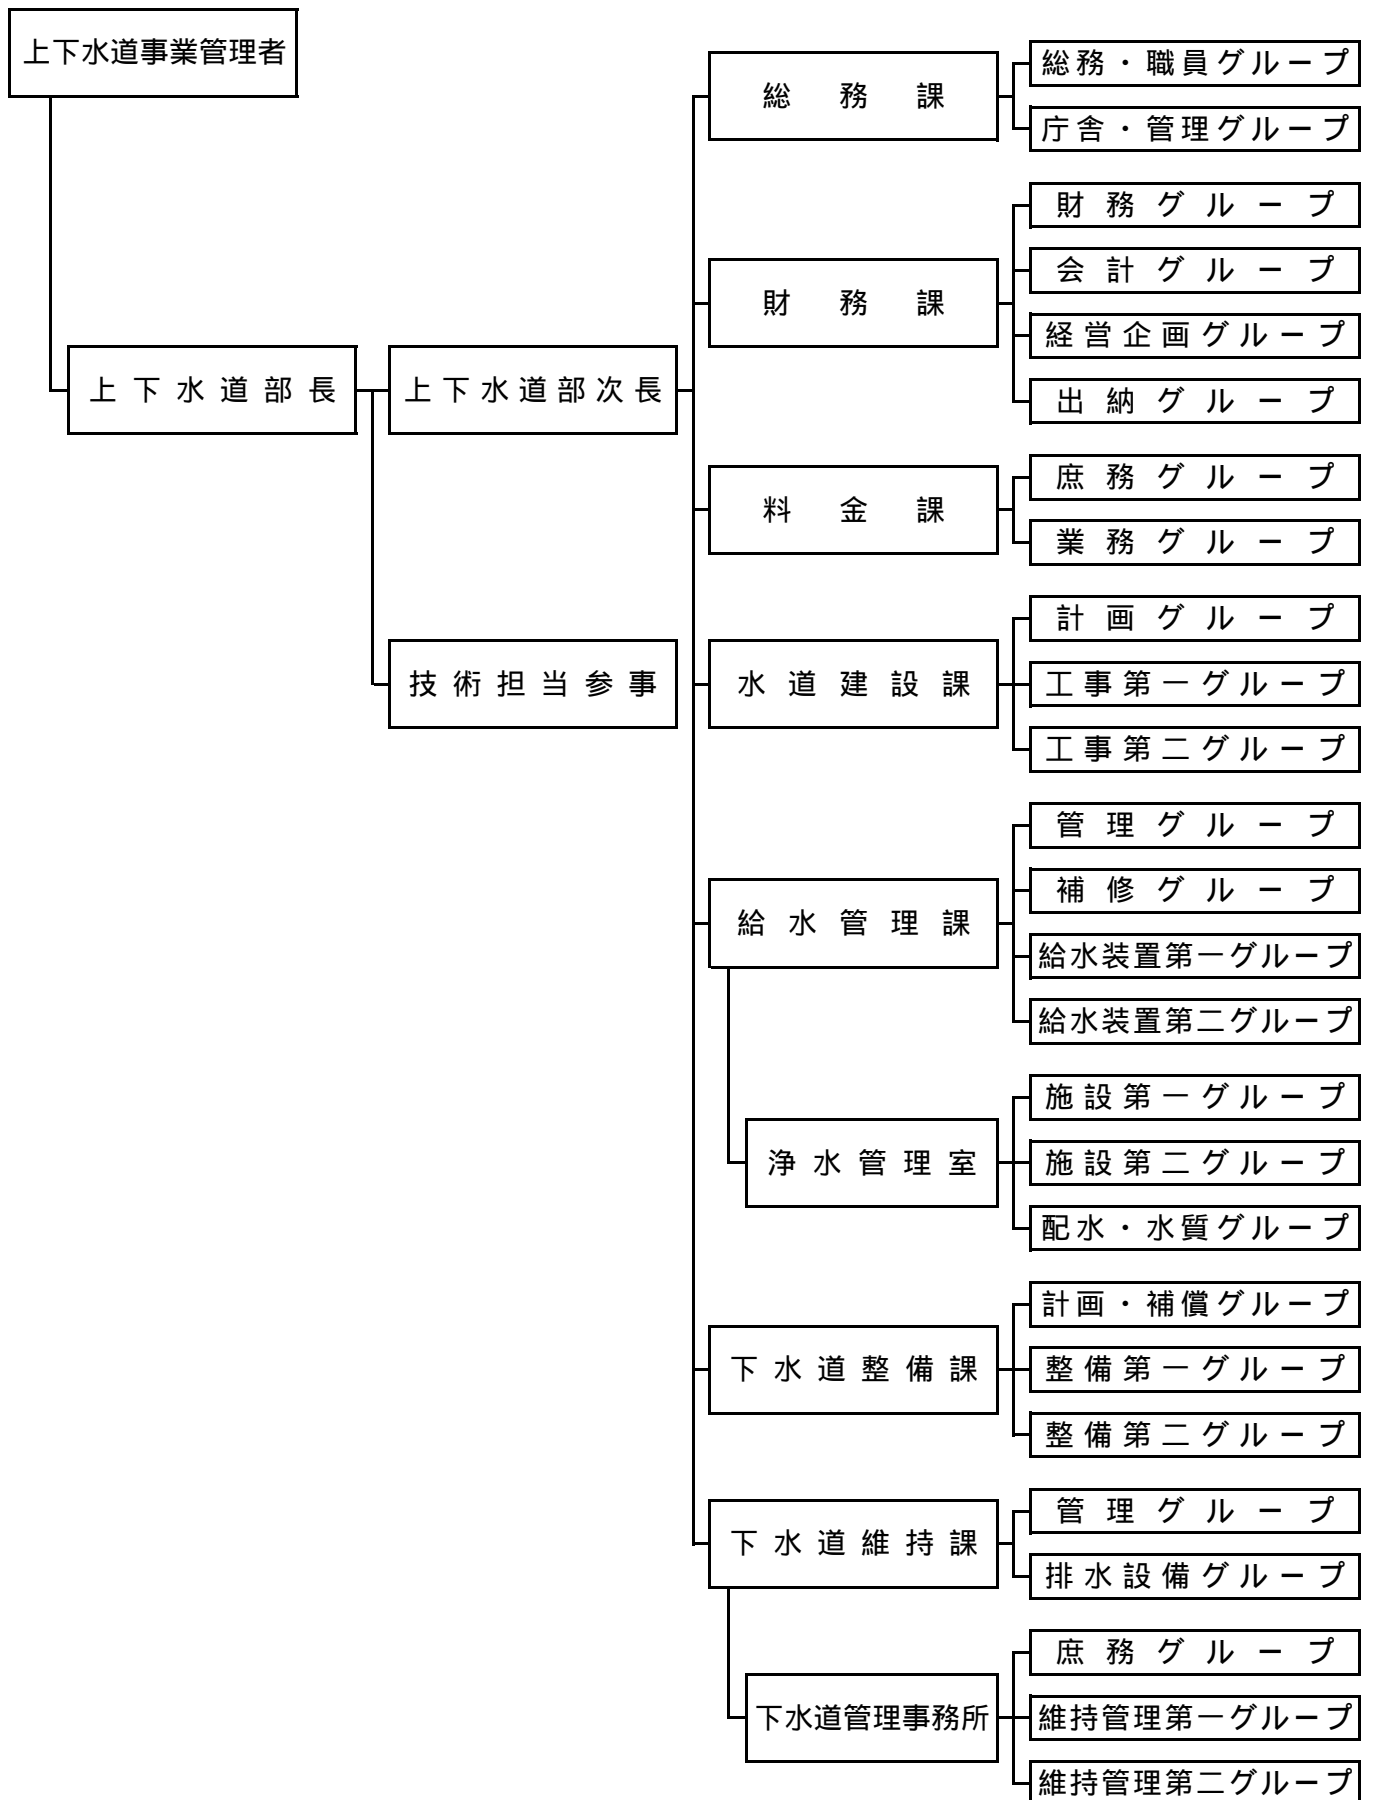 上下水道事業管理者
上下水道部長
上下水道部次長
技術担当参事
総務課
総務・職員グループ
庁舎・管理グループ
財務課
財務グループ
会計グループ
経営企画グループ
出納グループ
料金課
庶務グループ
業務グループ
水道建設課
計画グループ
工事第一グループ
工事第二グループ
給水管理課
管理グループ
補修グループ
給水装置第一グループ
給水装置第二グループ
浄水管理室
施設第一グループ
施設第二グループ
配水・水質グループ
下水道整備課
計画・補償グループ
整備第一グループ
整備第二グループ
下水道維持課
管理グループ
排水設備グループ
下水道管理事務所
庶務グループ
維持管理第一グループ
維持管理第二グループ